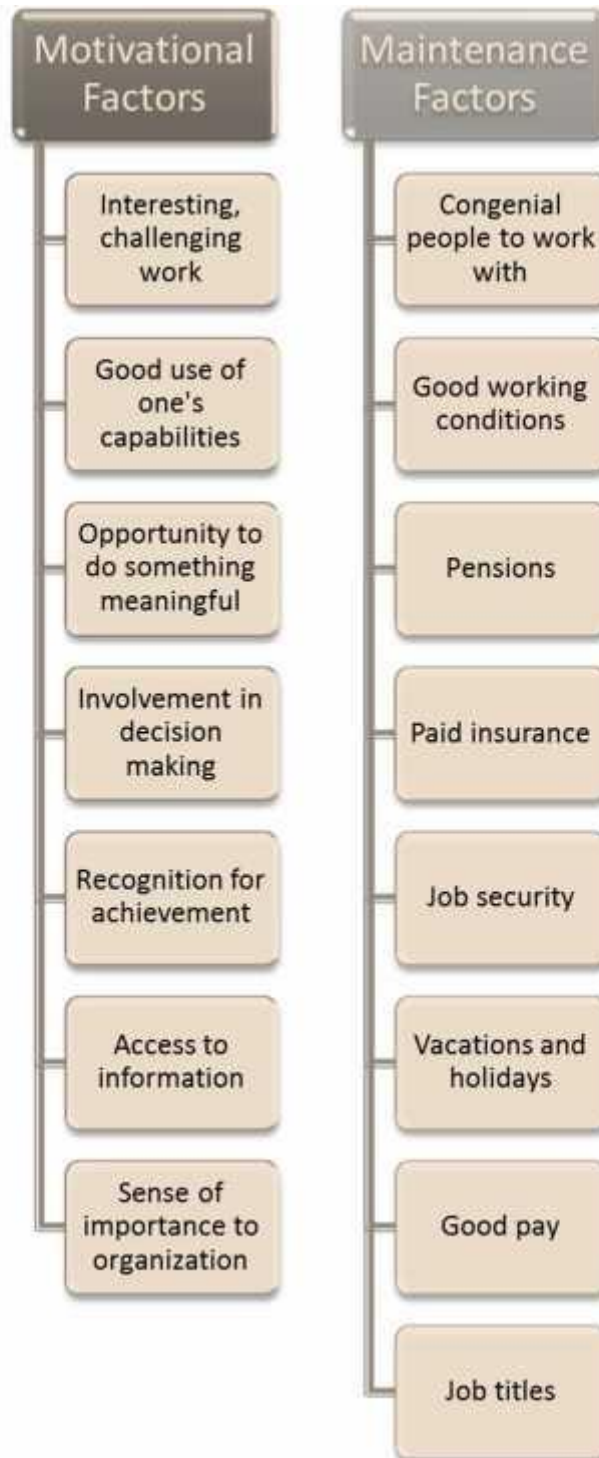 Motivational
Factors
Interesting,
challenging
work
Good use of
one's
capabilities
Opportunity to
do something
meaningful
Involvement in
decision
making
Recognition for
achievement
Access to
information
Sense of
importance to
organization
Maintenance
Factors
Congenial
people to work
with
Good working
conditions
Pensions
Paid insurance
Job security
Vacations and
holidays
Good pay
Job titles